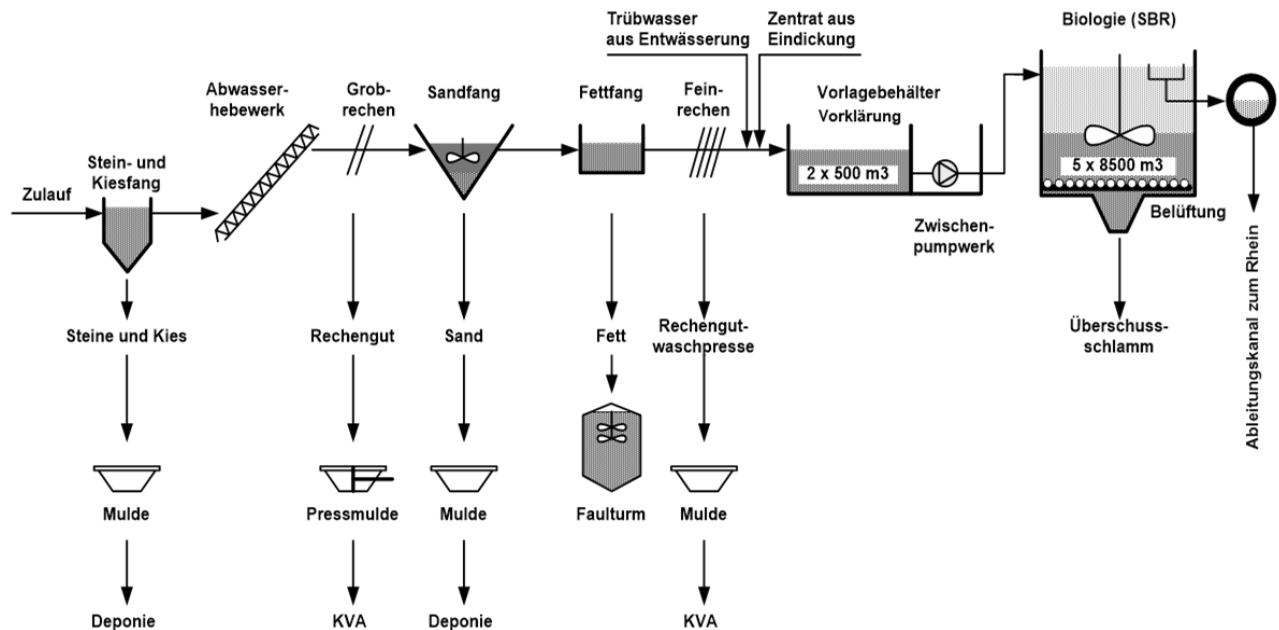 Trübwasser
aus Entwässerung
Zentrat aus
Eindickung
Biologie (SBR)
Abwasser-
hebewerk
Grob-
rechen
Sandfang
Fettfang
Fein-
rechen
Vorlagebehälter
Vorklärung
Stein- und
Kiesfang
Zulauf
2 x 500 m3
5 x 8500 m3
Belüftung
Zwischen-
pumpwerk
Ableitungskanal zum Rhein
Steine und Kies
Rechengut
Sand
Fett
Rechengut-
waschpresse
Überschuss-
schlamm
Mulde
Pressmulde
Mulde
Faulturm
Mulde
Deponie
KVA
Deponie
KVA